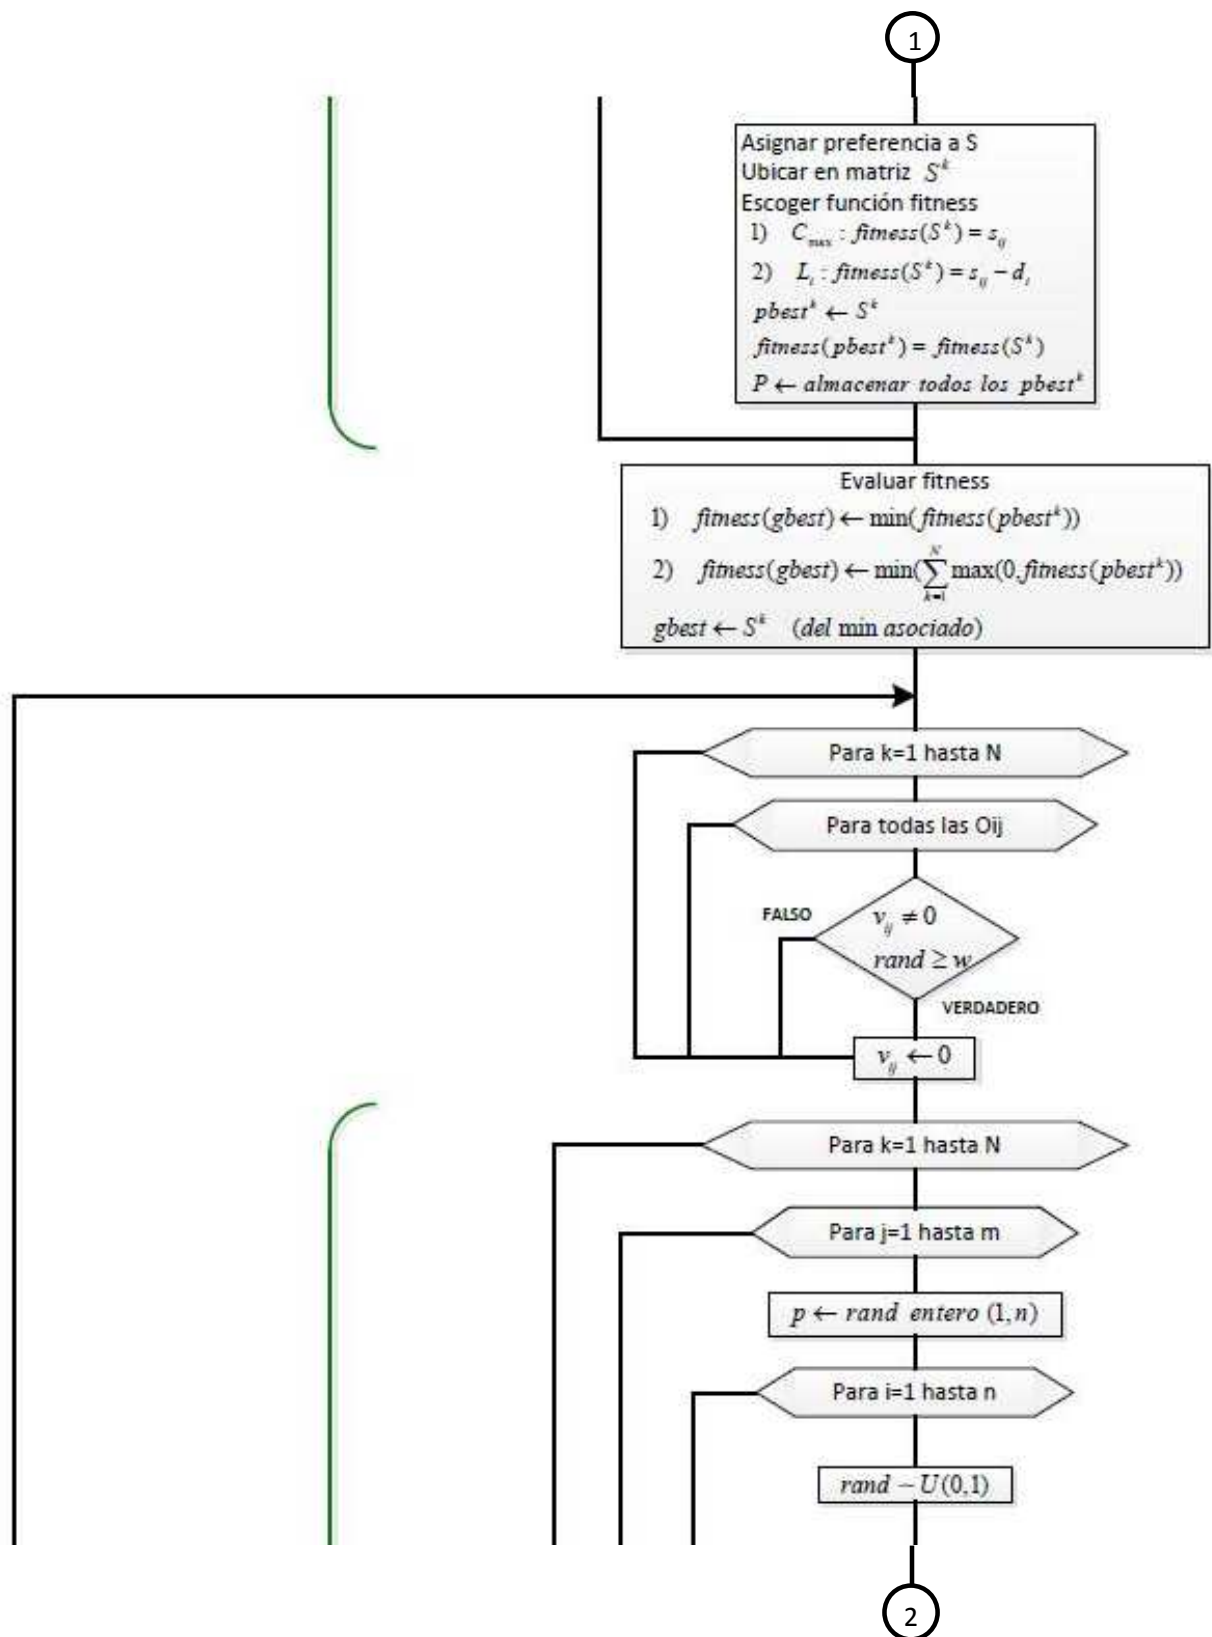 1
Asignar preferencia a S
Ubicar en matriz S^k
Escoger función fitness
1) C_max : fitness(S^k) = s_ij
2) L_i : fitness(S^k) = s_ij − d_i
pbest^k ← S^k
fitness(pbest^k) = fitness(S^k)
P ← almacenar todos los pbest^k
Evaluar fitness
1) fitness(gbest) ← min(fitness(pbest^k))
2) fitness(gbest) ← min(∑_{k=1}^{N} max(0,fitness(pbest^k))
gbest ← S^k (del min asociado)
Para k=1 hasta N
Para todas las Oij
FALSO
v_ij ≠ 0
rand ≥ w
VERDADERO
v_ij ← 0
Para k=1 hasta N
Para j=1 hasta m
p ← rand entero (1,n)
Para i=1 hasta n
rand ~ U(0,1)
2